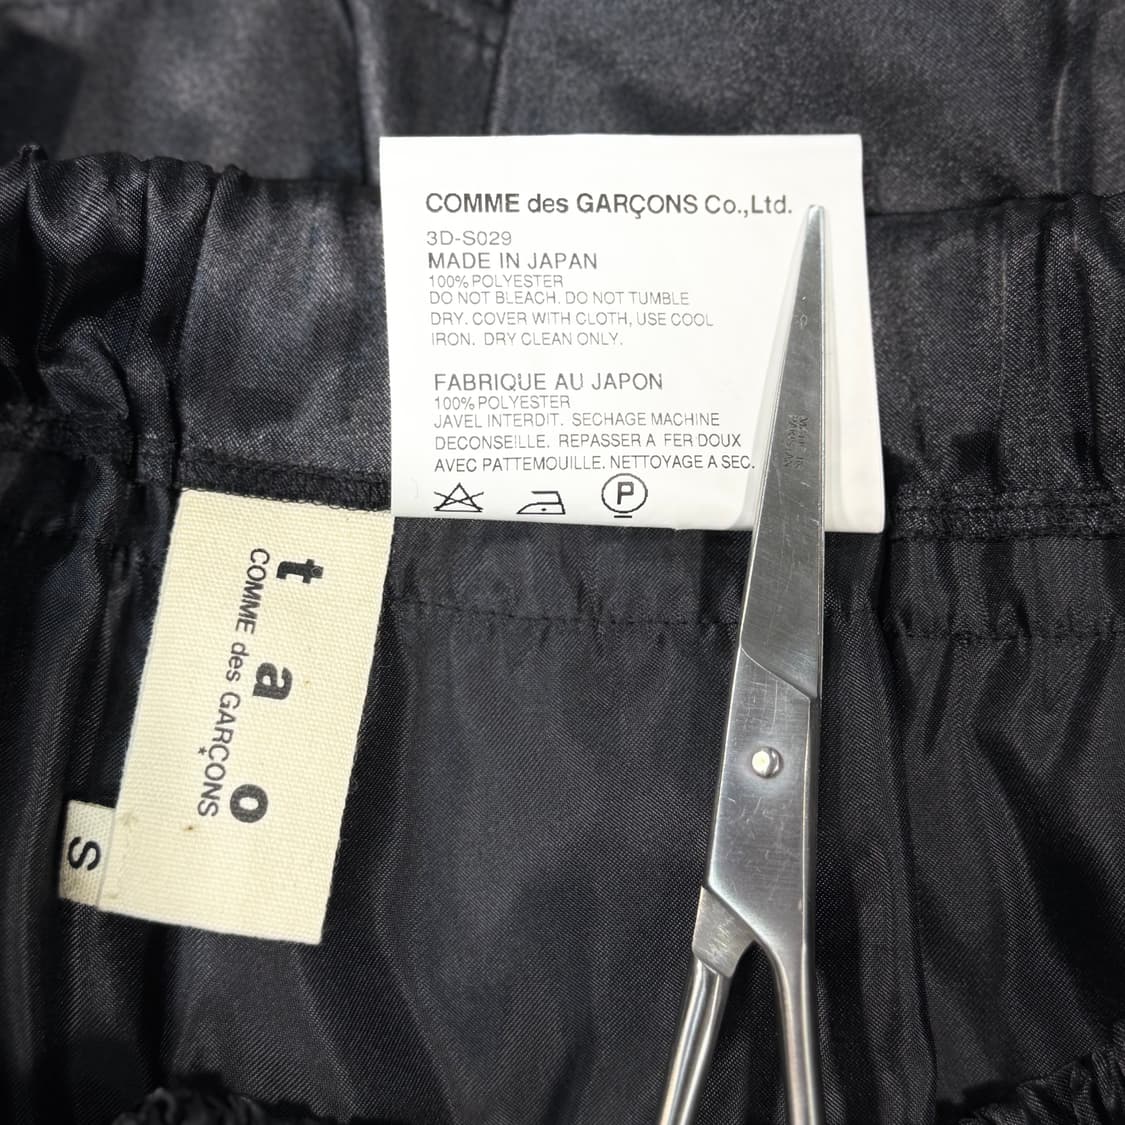 COMME des GARÇONS Co.,Ltd.
3D-S029
MADE IN JAPAN
100% POLYESTER
DO NOT BLEACH. DO NOT TUMBLE
DRY. COVER WITH CLOTH, USE COOL
IRON. DRY CLEAN ONLY.
FABRIQUE AU JAPON
100% POLYESTER
JAVEL INTERDIT. SECHAGE MACHINE
DECONSEILLE. REPASSER A FER DOUX
AVEC PATTEMOUILLE. NETTOYAGE A SEC.
P
tao
COMME des GARÇONS
S